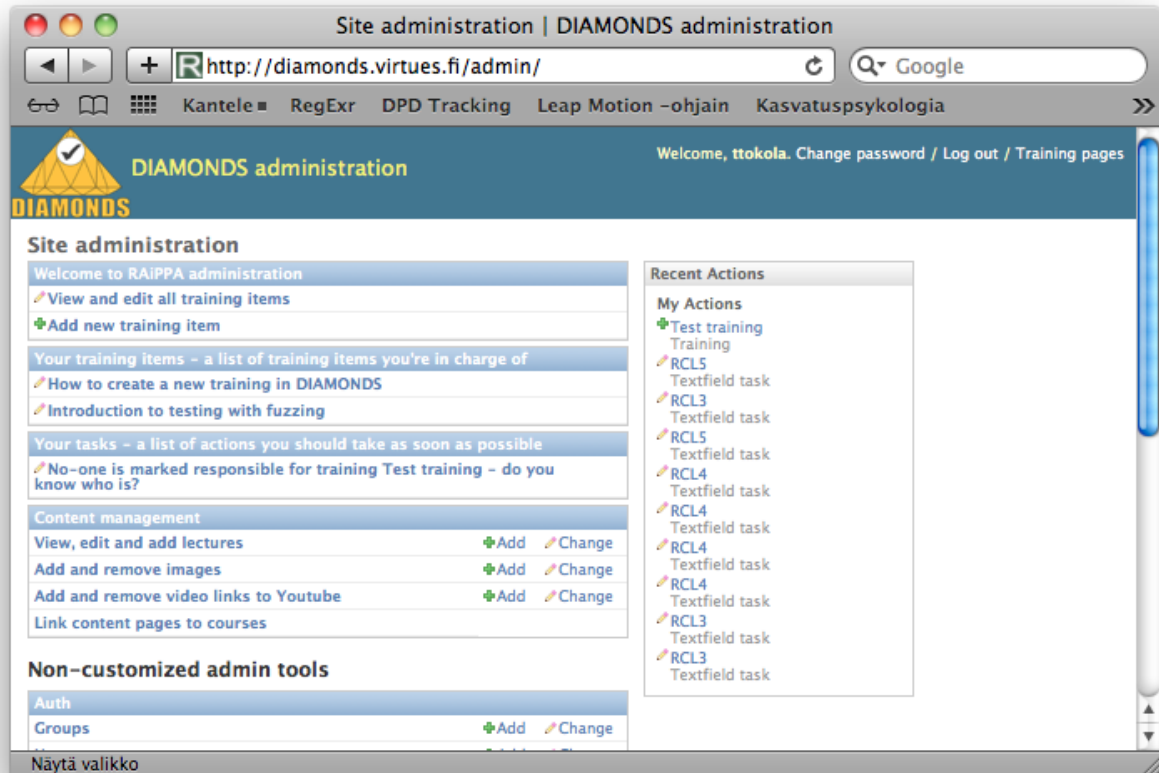 Site administration | DIAMONDS administration
http://diamonds.virtues.fi/admin/
Google
Kantele RegExr DPD Tracking Leap Motion -ohjain Kasvatuspsykologia
DIAMONDS
DIAMONDS administration
Welcome, ttokola. Change password / Log out / Training pages
Site administration
Welcome to RAiPPA administration
View and edit all training items
Add new training item
Your training items - a list of training items you're in charge of
How to create a new training in DIAMONDS
Introduction to testing with fuzzing
Your tasks - a list of actions you should take as soon as possible
No-one is marked responsible for training Test training - do you
know who is?
Content management
View, edit and add lectures Add Change
Add and remove images Add Change
Add and remove video links to Youtube Add Change
Link content pages to courses
Non-customized admin tools
Auth
Groups Add Change
Recent Actions
My Actions
Test training
Training
RCL5
Textfield task
RCL3
Textfield task
RCL5
Textfield task
RCL4
Textfield task
RCL4
Textfield task
RCL4
Textfield task
RCL4
Textfield task
RCL3
Textfield task
RCL3
Textfield task
Näytä valikko